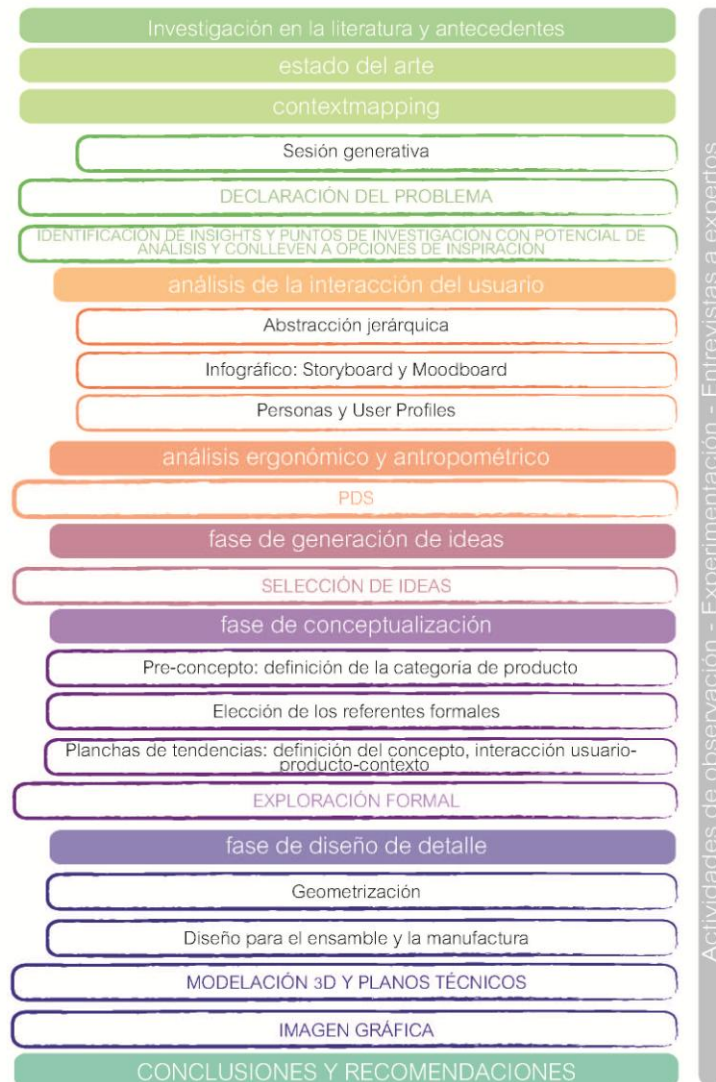 Investigación en la literatura y antecedentes
estado del arte
contextmapping
Sesión generativa
DECLARACIÓN DEL PROBLEMA
IDENTIFICACIÓN DE INSIGHTS Y PUNTOS DE INVESTIGACIÓN CON POTENCIAL DE
ANÁLISIS Y CONLLEVEN A OPCIONES DE INSPIRACIÓN
análisis de la interacción del usuario
Abstracción jerárquica
Infográfico: Storyboard y Moodboard
Personas y User Profiles
análisis ergonómico y antropométrico
PDS
fase de generación de ideas
SELECCIÓN DE IDEAS
fase de conceptualización
Pre-concepto: definición de la categoría de producto
Elección de los referentes formales
Planchas de tendencias: definición del concepto, interacción usuario-
producto-contexto
EXPLORACIÓN FORMAL
fase de diseño de detalle
Geometrización
Diseño para el ensamble y la manufactura
MODELACIÓN 3D Y PLANOS TÉCNICOS
IMAGEN GRÁFICA
CONCLUSIONES Y RECOMENDACIONES
Actividades de observación - Experimentación - Entrevistas a expertos